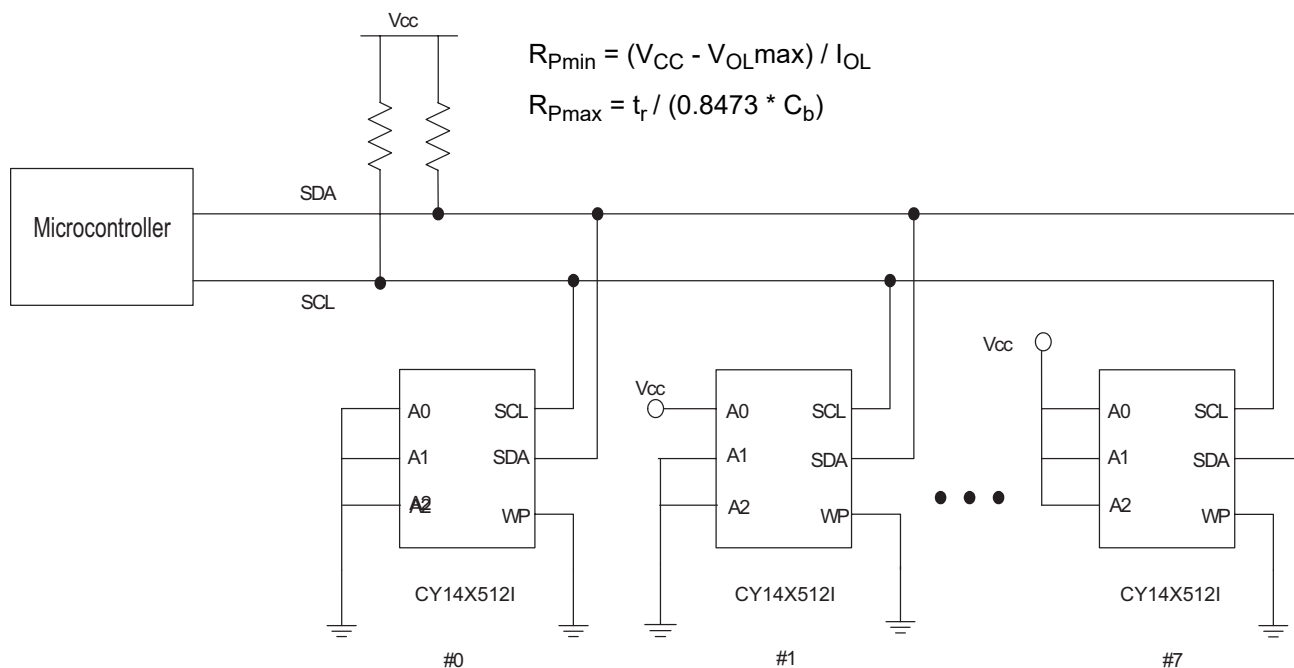 Vcc
R_Pmin = (V_CC - V_OLmax) / I_OL
R_Pmax = t_r / (0.8473 * C_b)
SDA
Microcontroller
SCL
Vcc
Vcc
A0
SCL
A0
SCL
A0
SCL
A1
SDA
A1
SDA
A1
SDA
A2
WP
A2
WP
A2
WP
CY14X512I
CY14X512I
CY14X512I
#0
#1
#7